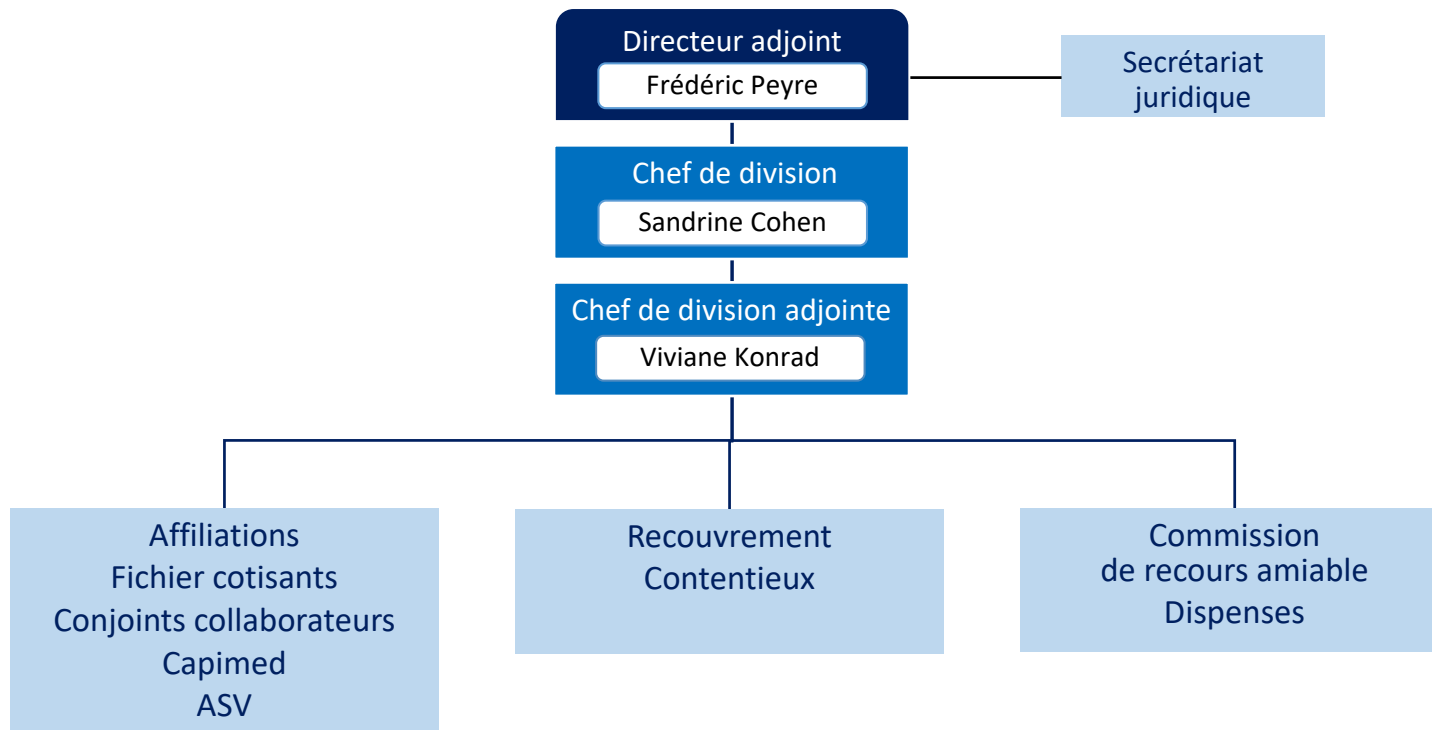 Directeur adjoint
Frédéric Peyre
Secrétariat
juridique
Chef de division
Sandrine Cohen
Chef de division adjointe
Viviane Konrad
Affiliations
Fichier cotisants
Conjoints collaborateurs
Capimed
ASV
Recouvrement
Contentieux
Commission
de recours amiable
Dispenses